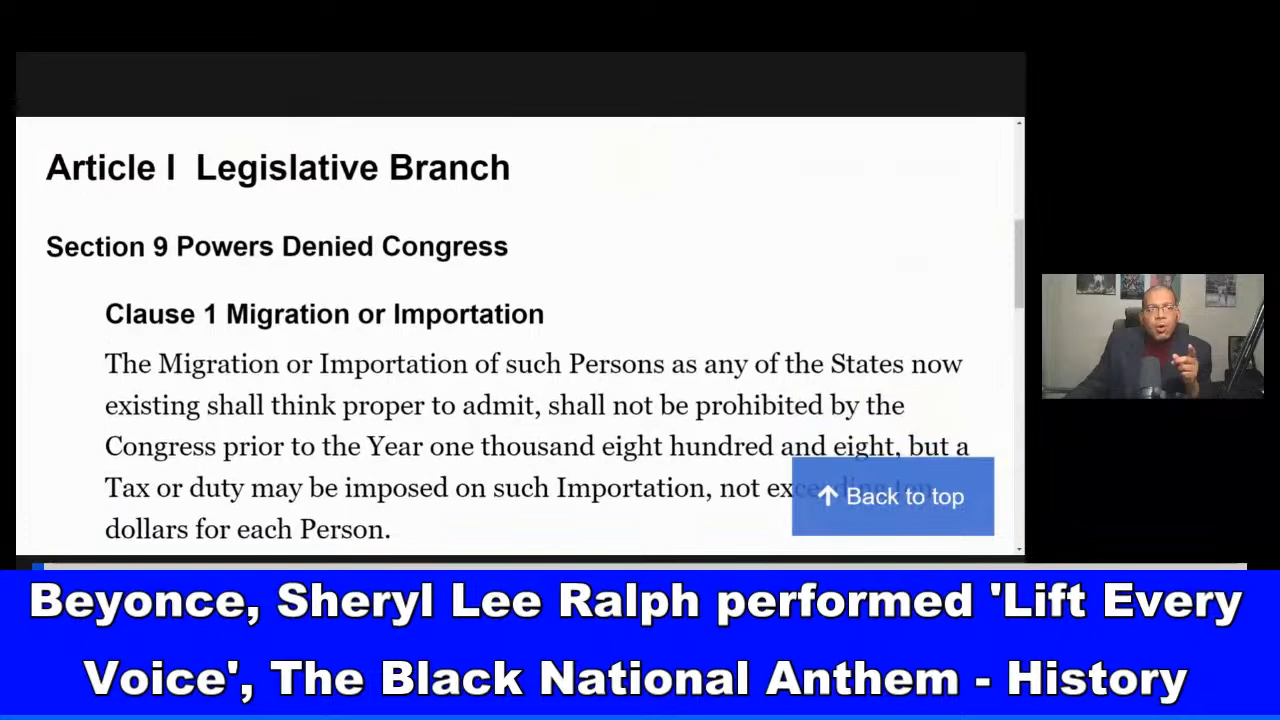 Article I Legislative Branch
Section 9 Powers Denied Congress
Clause 1 Migration or Importation
The Migration or Importation of such Persons as any of the States now
existing shall think proper to admit, shall not be prohibited by the
Congress prior to the Year one thousand eight hundred and eight, but a
Tax or duty may be imposed on such Importation, not exceeding ten
dollars for each Person.
↑ Back to top
Beyonce, Sheryl Lee Ralph performed 'Lift Every
Voice', The Black National Anthem - History